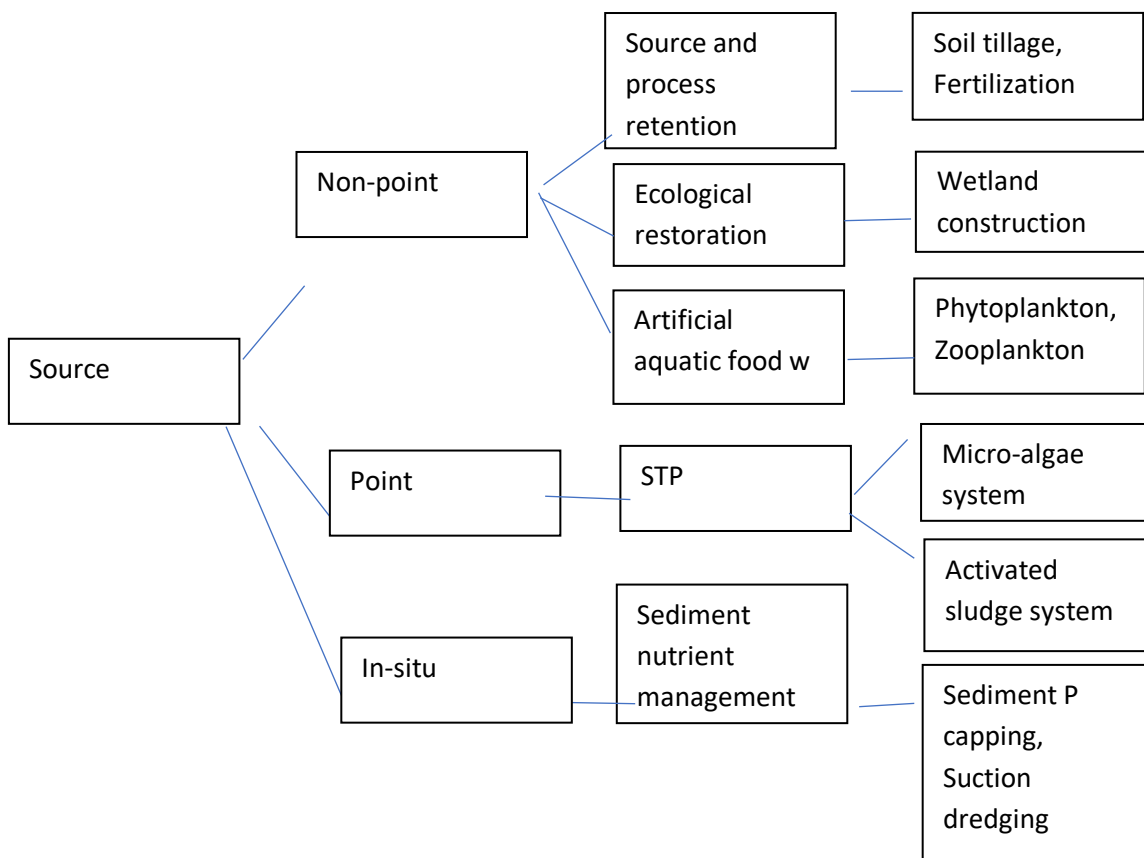 Source and
process
retention
Soil tillage,
Fertilization
Non-point
Ecological
restoration
Wetland
construction
Artificial
aquatic food w
Phytoplankton,
Zooplankton
Source
Point
STP
Micro-algae
system
Activated
sludge system
In-situ
Sediment
nutrient
management
Sediment P
capping,
Suction
dredging